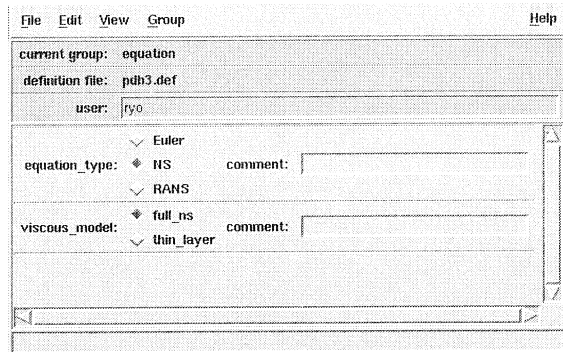 File Edit View Group Help
current group: equation
definition file: pdb3.def
user: ryo
Euler
equation_type: NS comment:
RANS
full_ns
viscous_model: comment:
thin_layer